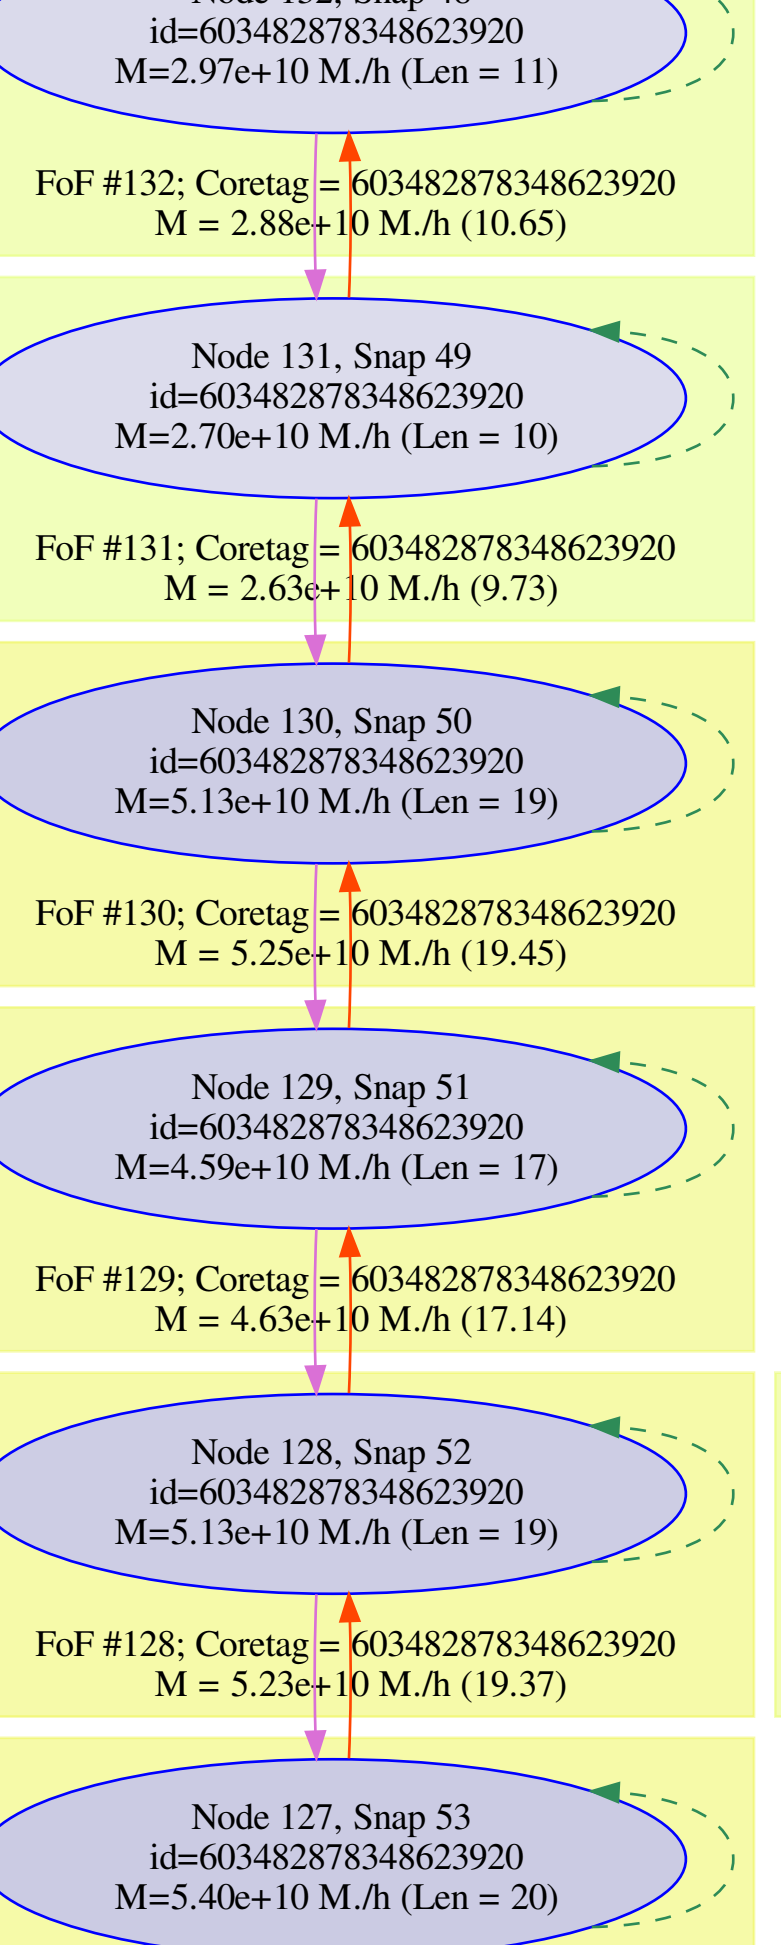 Node 132, Snap 48
id=603482878348623920
M=2.97e+10 M./h (Len = 11)
FoF #132; Coretag = 603482878348623920
M = 2.88e+10 M./h (10.65)
Node 131, Snap 49
id=603482878348623920
M=2.70e+10 M./h (Len = 10)
FoF #131; Coretag = 603482878348623920
M = 2.63e+10 M./h (9.73)
Node 130, Snap 50
id=603482878348623920
M=5.13e+10 M./h (Len = 19)
FoF #130; Coretag = 603482878348623920
M = 5.25e+10 M./h (19.45)
Node 129, Snap 51
id=603482878348623920
M=4.59e+10 M./h (Len = 17)
FoF #129; Coretag = 603482878348623920
M = 4.63e+10 M./h (17.14)
Node 128, Snap 52
id=603482878348623920
M=5.13e+10 M./h (Len = 19)
FoF #128; Coretag = 603482878348623920
M = 5.23e+10 M./h (19.37)
Node 127, Snap 53
id=603482878348623920
M=5.40e+10 M./h (Len = 20)